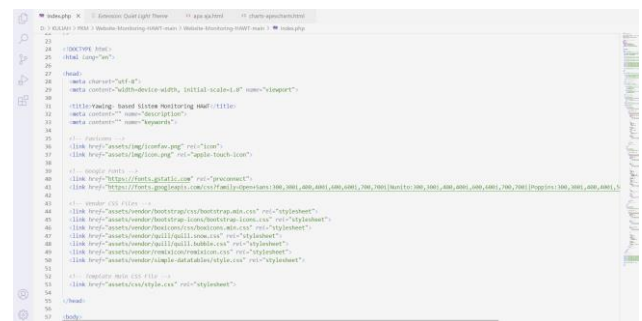 index.php × Extension: Quiet Light Theme apa-aja.html charts-apexcharts.html
D: > KULIAH > PKM > Website-Monitoring-HAWT-main > Website-Monitoring-HAWT-main > index.php
23
24 <!DOCTYPE html>
25 <html lang="en">
26
27 <head>
28 <meta charset="utf-8">
29 <meta content="width=device-width, initial-scale=1.0" name="viewport">
30
31 <title>Yawing- based Sistem Monitoring HAWT</title>
32 <meta content="" name="description">
33 <meta content="" name="keywords">
34
35 <!-- Favicons -->
36 <link href="assets/img/iconfav.png" rel="icon">
37 <link href="assets/img/icon.png" rel="apple-touch-icon">
38
39 <!-- Google Fonts -->
40 <link href="https://fonts.gstatic.com" rel="preconnect">
41 <link href="https://fonts.googleapis.com/css?family=Open+Sans:300,300i,400,400i,600,600i,700,700i|Nunito:300,300i,400,400i,600,600i,700,700i|Poppins:300,300i,400,400i,5
42
43 <!-- Vendor CSS Files -->
44 <link href="assets/vendor/bootstrap/css/bootstrap.min.css" rel="stylesheet">
45 <link href="assets/vendor/bootstrap-icons/bootstrap-icons.css" rel="stylesheet">
46 <link href="assets/vendor/boxicons/css/boxicons.min.css" rel="stylesheet">
47 <link href="assets/vendor/quill/quill.snow.css" rel="stylesheet">
48 <link href="assets/vendor/quill/quill.bubble.css" rel="stylesheet">
49 <link href="assets/vendor/remixicon/remixicon.css" rel="stylesheet">
50 <link href="assets/vendor/simple-datatables/style.css" rel="stylesheet">
51
52 <!-- Template Main CSS File -->
53 <link href="assets/css/style.css" rel="stylesheet">
54
55 </head>
56
57 <body>